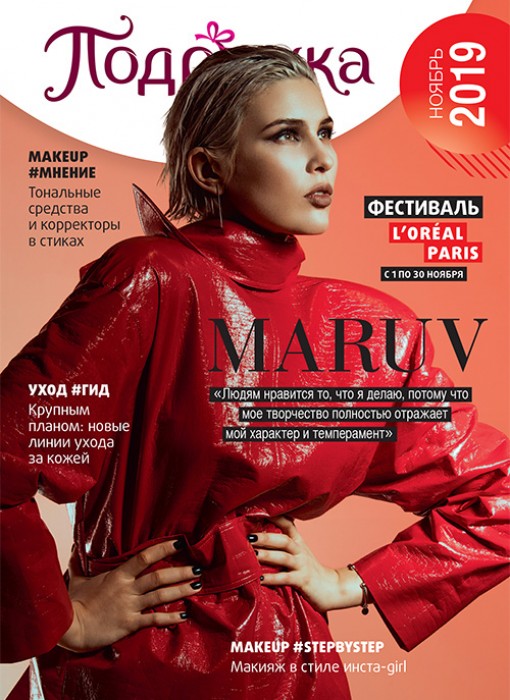 Подружка
НОЯБРЬ
2019
MAKEUP
#МНЕНИЕ
Тональные
средства
и корректоры
в стиках
ФЕСТИВАЛЬ
L'ORÉAL
PARIS
С 1 ПО 30 НОЯБРЯ
MARUV
«Людям нравится то, что я делаю, потому что
мое творчество полностью отражает
мой характер и темперамент»
УХОД #ГИД
Крупным
планом: новые
линии ухода
за кожей
MAKEUP #STEPBYSTEP
Макияж в стиле инста-girl